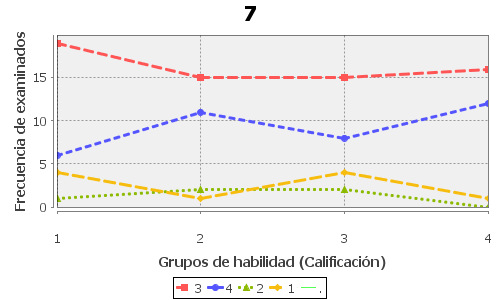 7
Frecuencia de examinados
15
10
5
0
1 2 3 4
Grupos de habilidad (Calificación)
3 4 2 1 .